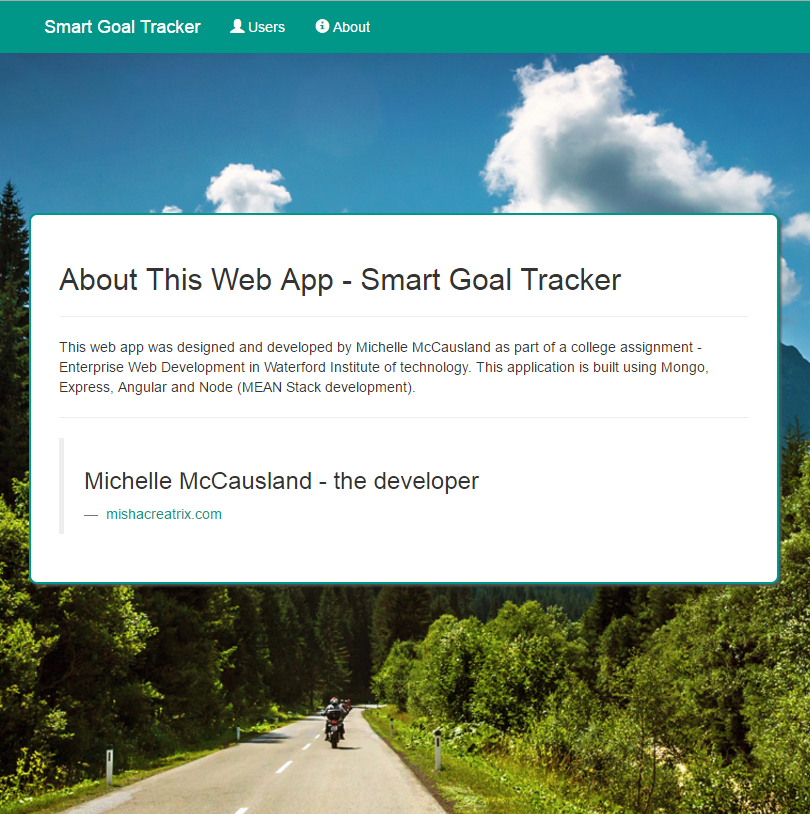 Smart Goal Tracker Users About
About This Web App - Smart Goal Tracker
This web app was designed and developed by Michelle McCausland as part of a college assignment -
Enterprise Web Development in Waterford Institute of technology. This application is built using Mongo,
Express, Angular and Node (MEAN Stack development).
Michelle McCausland - the developer
— mishacreatrix.com